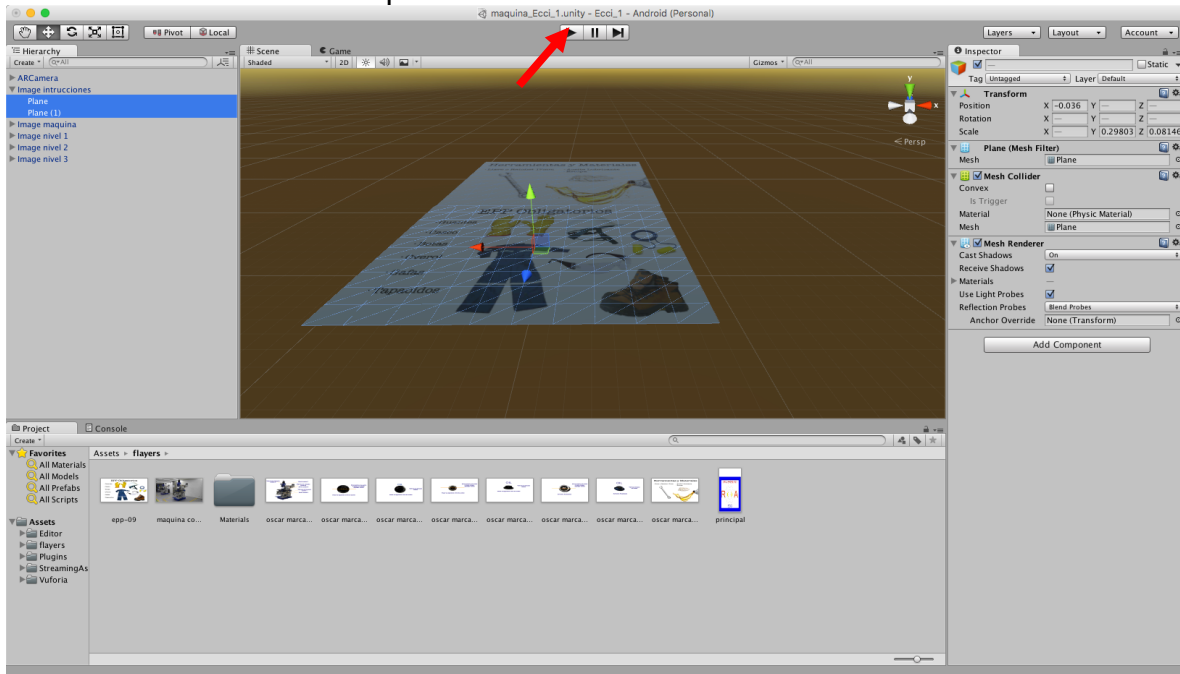 maquina_Ecci_1.unity - Ecci_1 - Android (Personal)
Pivot Local
Layers Layout Account
Hierarchy
Create All
ARCamera
Image intrucciones
Plane
Plane (1)
Image maquina
Image nivel 1
Image nivel 2
Image nivel 3
Scene Game
Shaded 2D Gizmos All
y
x
Persp
Herramientas y Materiales
EPP Obligatorios
Overol
Gafas
Tapaoidos
Inspector
— Static
Tag Untagged Layer Default
Transform
Position X -0.036 Y — Z —
Rotation X — Y — Z —
Scale X — Y 0.29803 Z 0.08146
Plane (Mesh Filter)
Mesh Plane
Mesh Collider
Convex
Is Trigger
Material None (Physic Material)
Mesh Plane
Mesh Renderer
Cast Shadows On
Receive Shadows
Materials —
Use Light Probes
Reflection Probes Blend Probes
Anchor Override None (Transform)
Add Component
Project Console
Create
Favorites
All Materials
All Models
All Prefabs
All Scripts
Assets
Editor
flayers
Plugins
StreamingAs
Vuforia
Assets ▸ flayers ▸
epp-09 maquina co... Materials oscar marca... oscar marca... oscar marca... oscar marca... oscar marca... oscar marca... oscar marca... oscar marca... principal